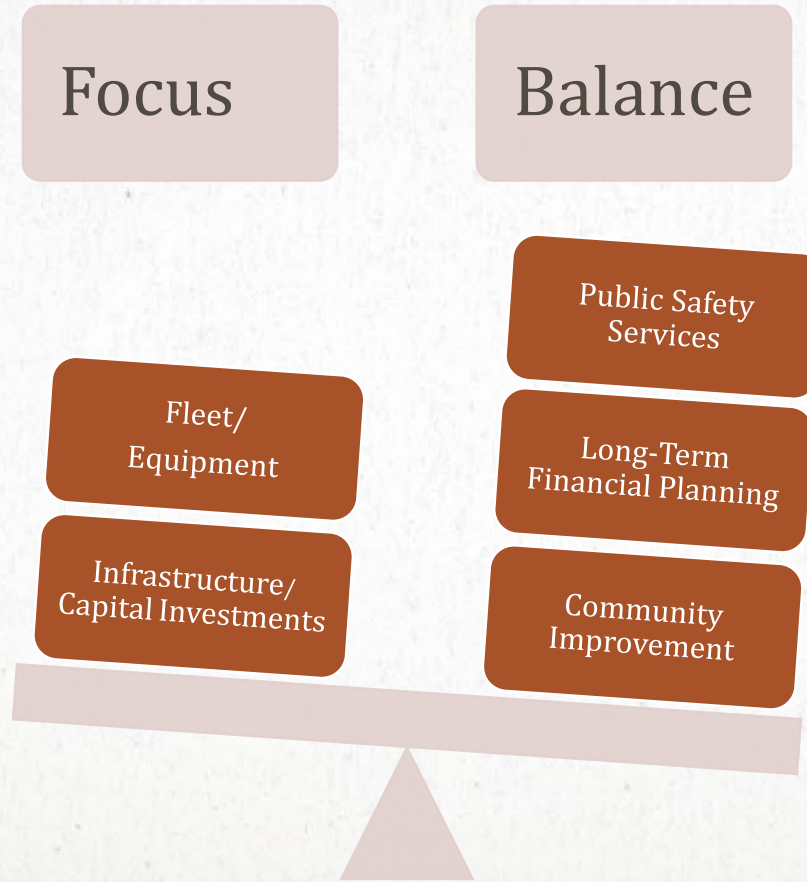 Focus
Balance
Fleet/
Equipment
Infrastructure/
Capital Investments
Public Safety
Services
Long-Term
Financial Planning
Community
Improvement